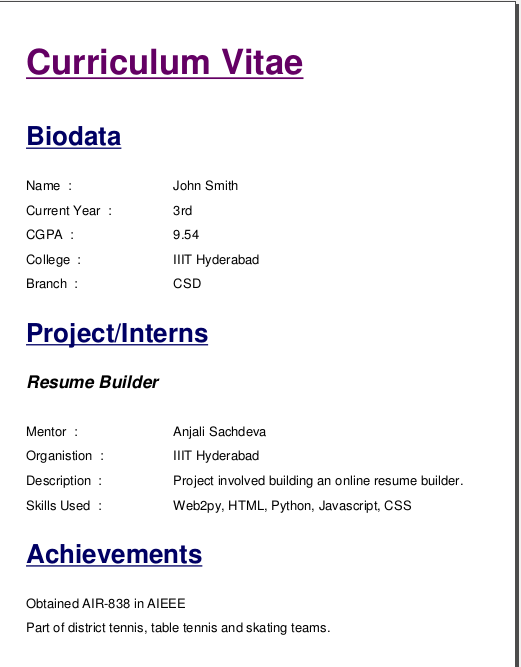 Curriculum Vitae
Biodata
Name :
John Smith
Current Year :
3rd
CGPA :
9.54
College :
IIIT Hyderabad
Branch :
CSD
Project/Interns
Resume Builder
Mentor :
Anjali Sachdeva
Organistion :
IIIT Hyderabad
Description :
Project involved building an online resume builder.
Skills Used :
Web2py, HTML, Python, Javascript, CSS
Achievements
Obtained AIR-838 in AIEEE
Part of district tennis, table tennis and skating teams.